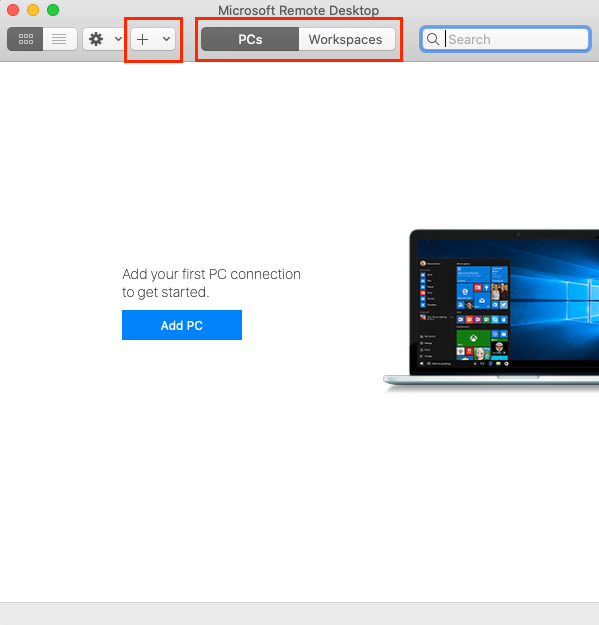 Microsoft Remote Desktop
PCs
Workspaces
Search
Add your first PC connection
to get started.
Add PC